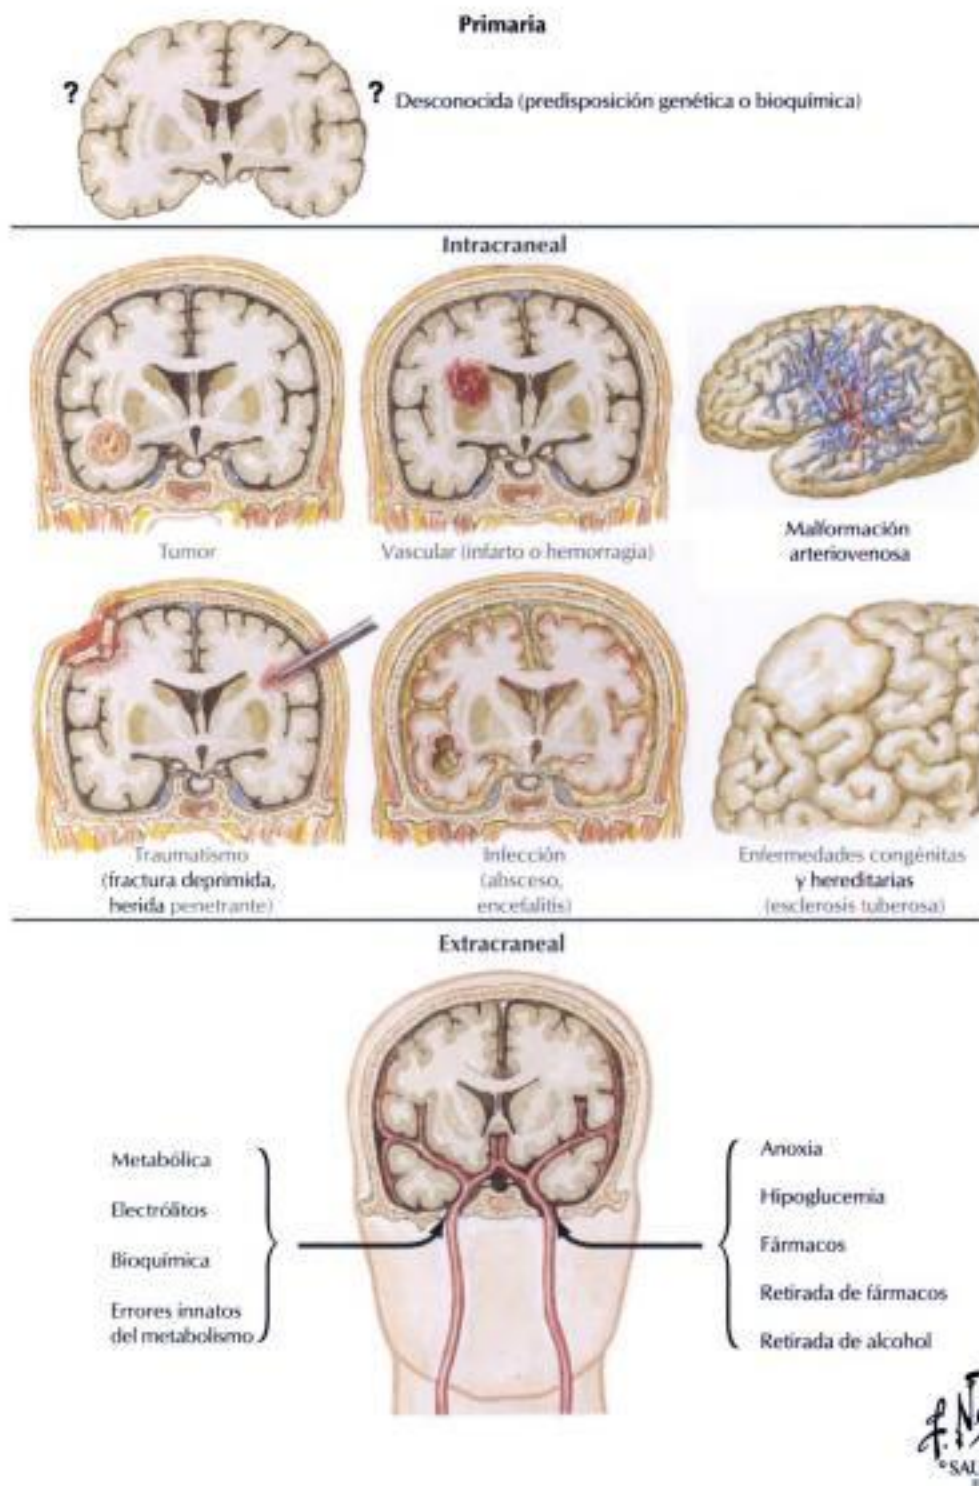 Primaria
?
?
Desconocida (predisposición genética o bioquímica)
Intracraneal
Tumor
Vascular (infarto o hemorragia)
Malformación
arteriovenosa
Traumatismo
(fractura deprimida,
herida penetrante)
Infección
(absceso,
encefalitis)
Enfermedades congénitas
y hereditarias
(esclerosis tuberosa)
Extracraneal
Metabólica
Electrólitos
Bioquímica
Errores innatos
del metabolismo
Anoxia
Hipoglucemia
Fármacos
Retirada de fármacos
Retirada de alcohol